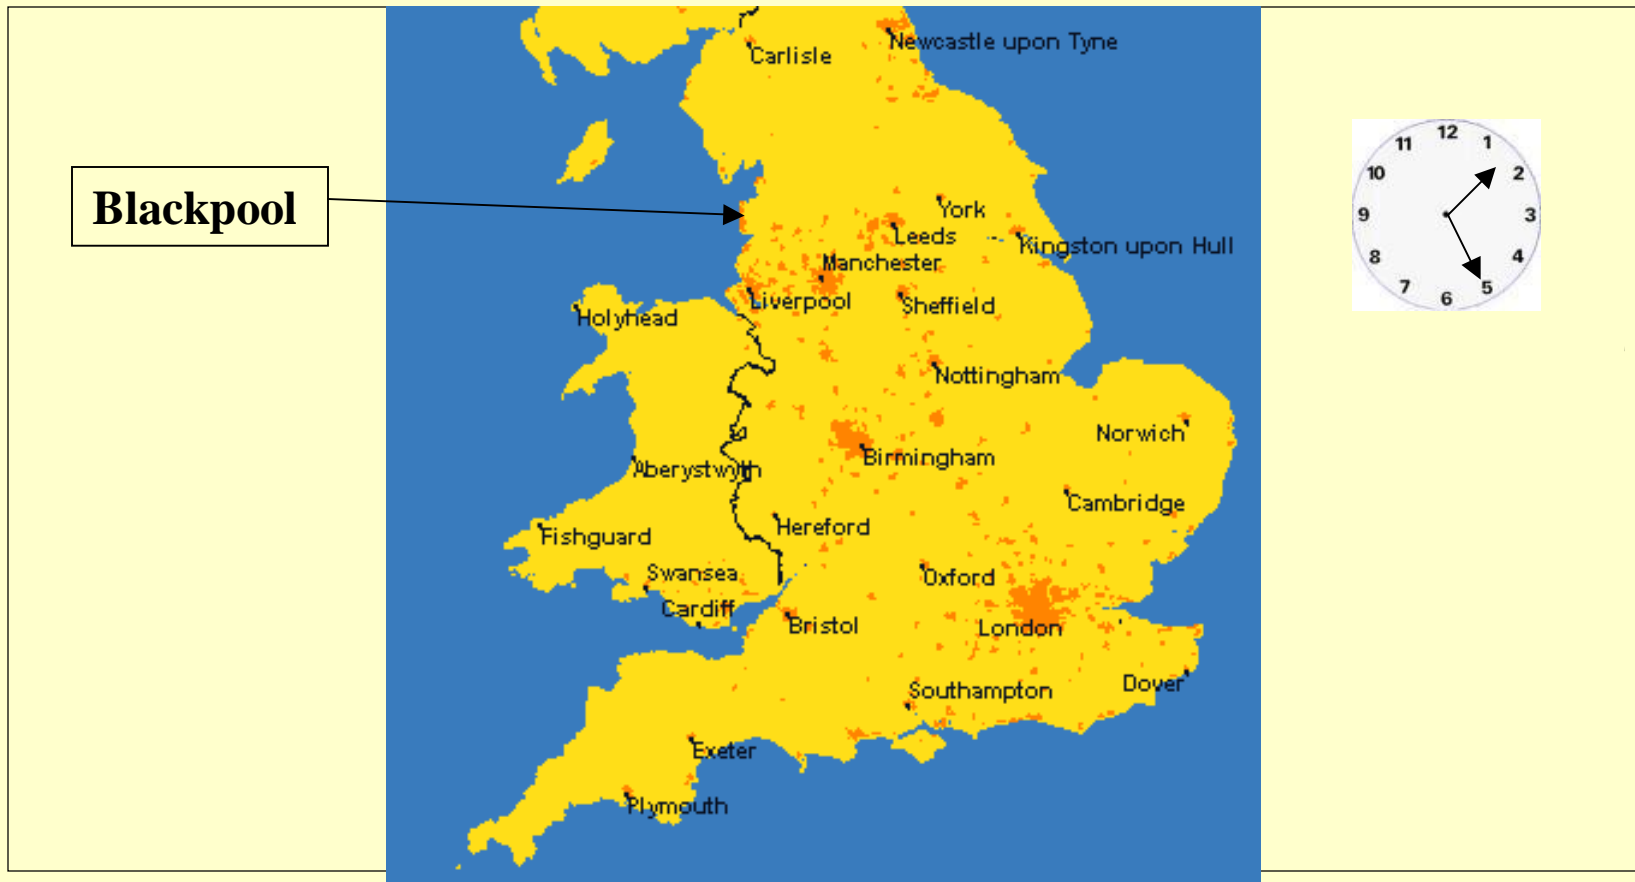 Carlisle
Newcastle upon Tyne
Blackpool
York
Leeds
Kingston upon Hull
Manchester
Liverpool
Sheffield
Holyhead
Nottingham
Norwich
Birmingham
Aberystwyth
Cambridge
Hereford
Fishguard
Swansea
Oxford
Cardiff
Bristol
London
Southampton
Dover
Exeter
Plymouth
12
1
2
3
4
5
6
7
8
9
10
11